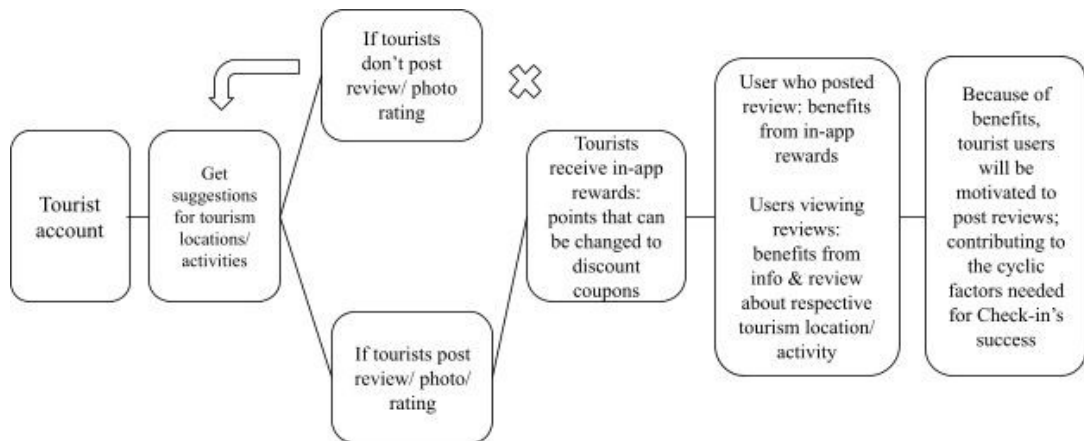 Tourist
account
Get
suggestions
for tourism
locations/
activities
If tourists
don't post
review/ photo
rating
If tourists post
review/ photo/
rating
Tourists
receive in-app
rewards:
points that can
be changed to
discount
coupons
User who posted
review: benefits
from in-app
rewards
Users viewing
reviews:
benefits from
info & review
about respective
tourism location/
activity
Because of
benefits,
tourist users
will be
motivated to
post reviews;
contributing to
the cyclic
factors needed
for Check-in's
success